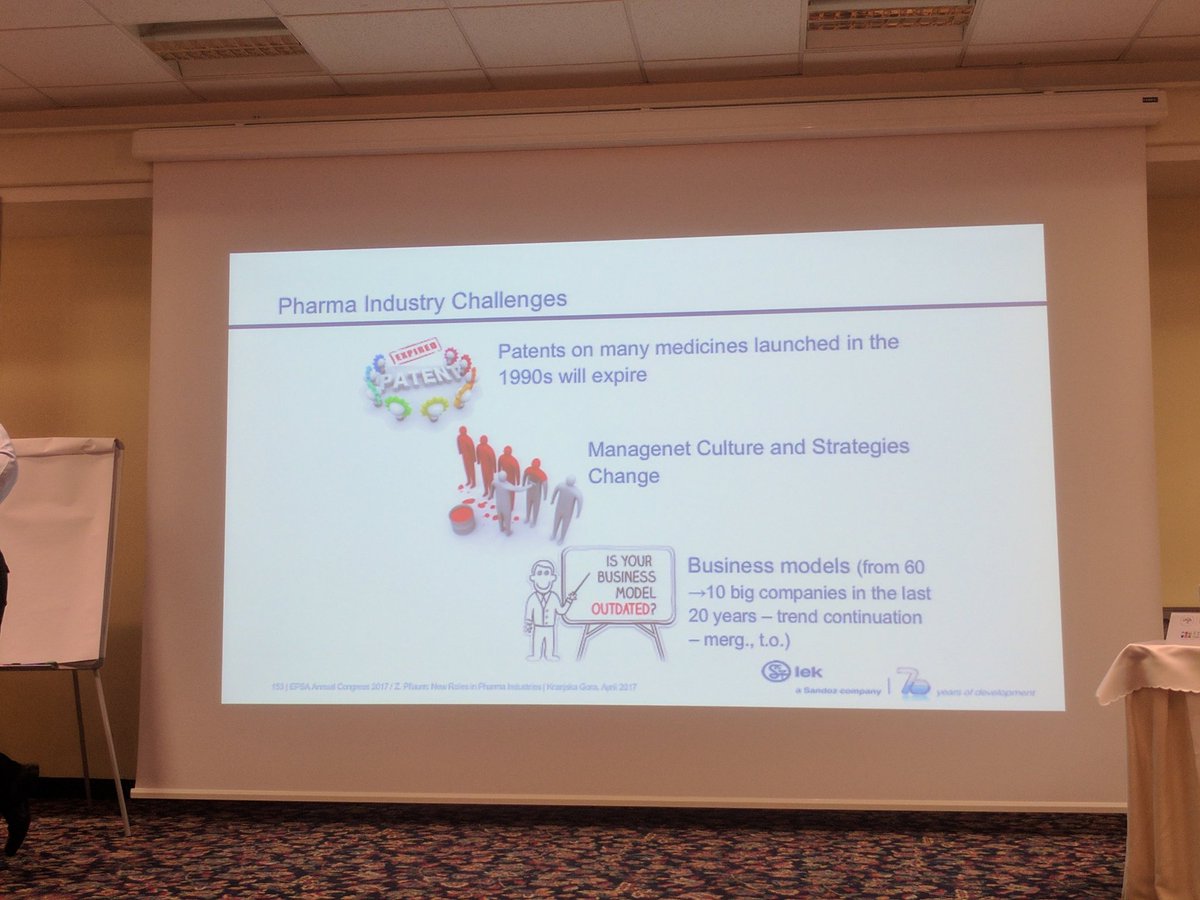 Pharma Industry Challenges
EXPIRED
PATENT
Patents on many medicines launched in the
1990s will expire
Managenet Culture and Strategies
Change
IS YOUR
BUSINESS
MODEL
OUTDATED?
Business models (from 60
→10 big companies in the last
20 years – trend continuation
– merg., t.o.)
lek
a Sandoz company
70 years of development
153 | EPSA Annual Congress 2017 / Z. Pflaum: New Roles in Pharma Industries | Kranjska Gora, April 2017